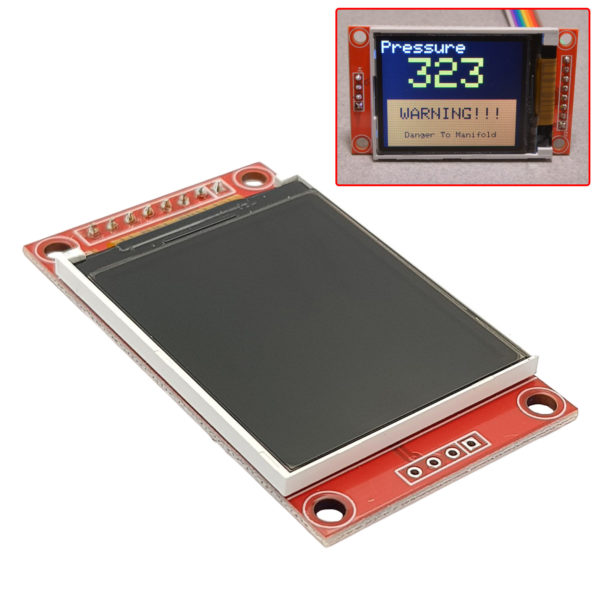 Pressure
323
WARNING!!!
Danger To Manifold